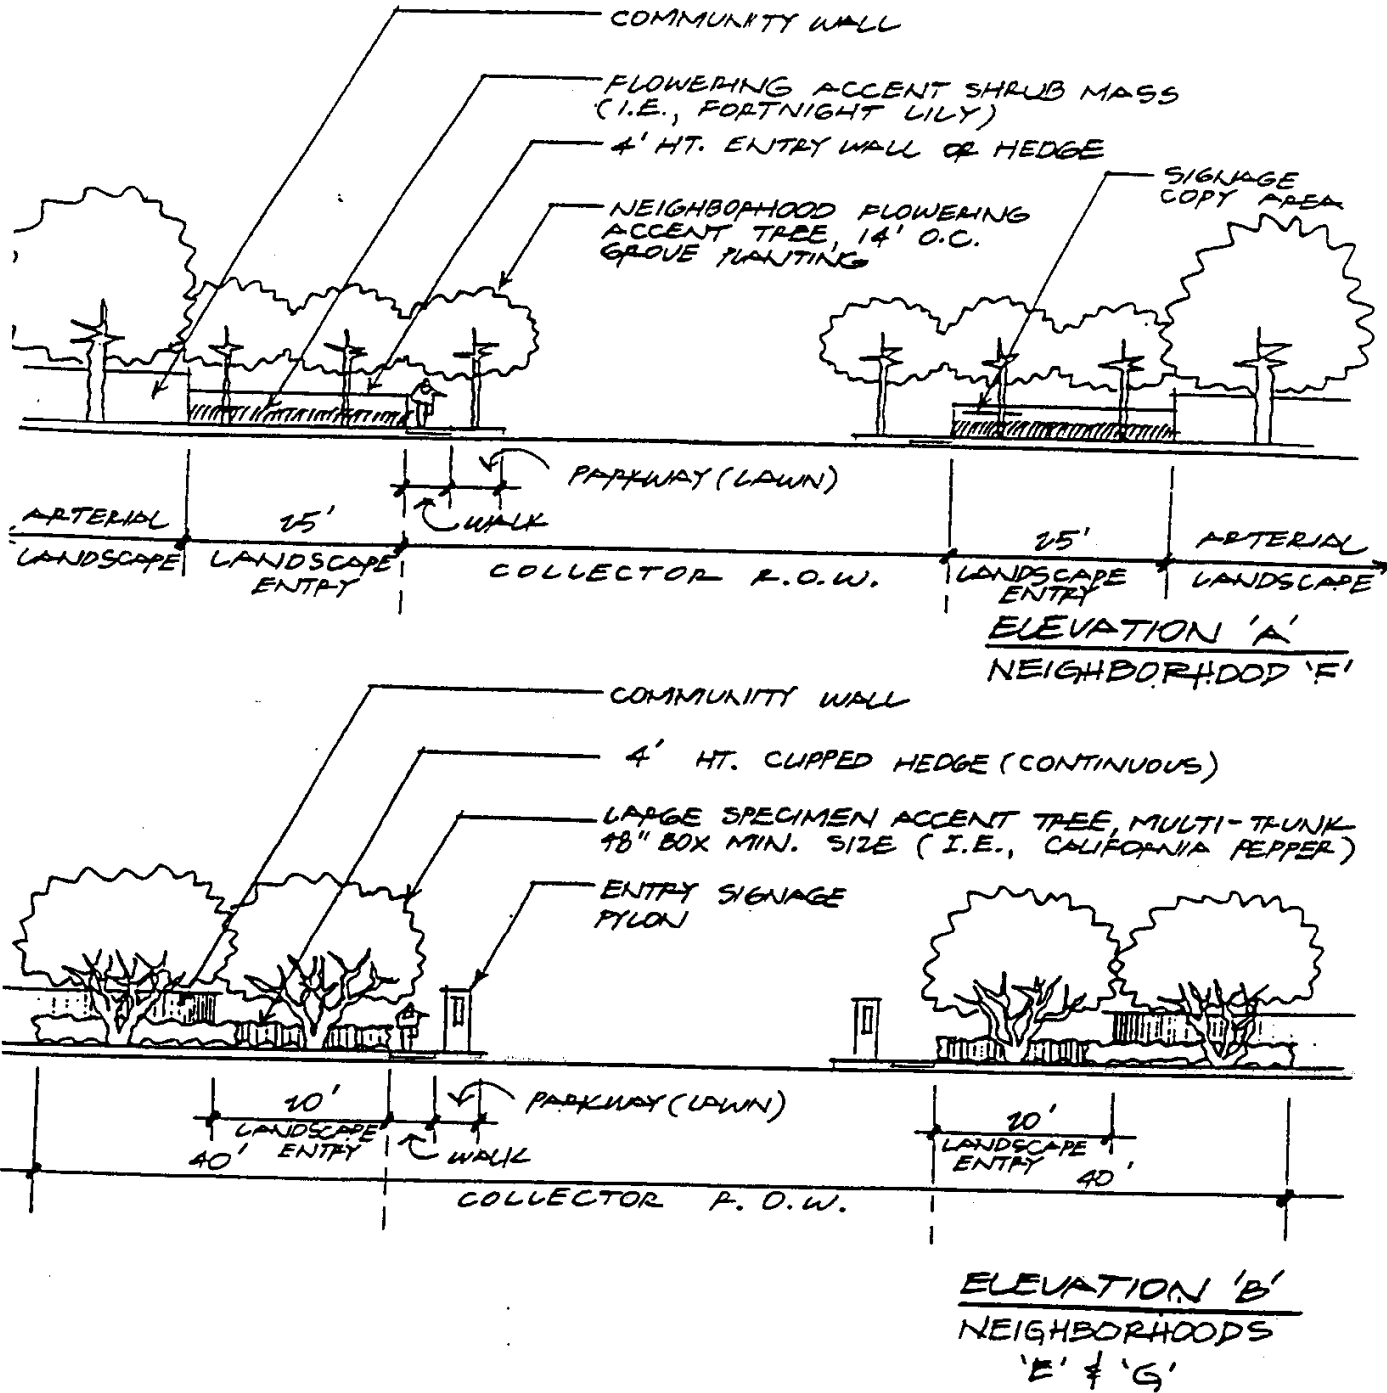 COMMUNITY WALL
FLOWERING ACCENT SHRUB MASS
(I.E., FORTNIGHT LILY)
4' HT. ENTRY WALL OR HEDGE
SIGNAGE
COPY AREA
NEIGHBORHOOD FLOWERING
ACCENT TREE, 14' O.C.
GROVE PLANTING
PARKWAY (LAWN)
WALK
ARTERIAL
LANDSCAPE
25'
LANDSCAPE
ENTRY
COLLECTOR R.O.W.
25'
LANDSCAPE
ENTRY
ARTERIAL
LANDSCAPE
ELEVATION 'A'
NEIGHBORHOOD 'F'
COMMUNITY WALL
4' HT. CLIPPED HEDGE (CONTINUOUS)
LARGE SPECIMEN ACCENT TREE, MULTI-TRUNK
48" BOX MIN. SIZE (I.E., CALIFORNIA PEPPER)
ENTRY SIGNAGE
PYLON
PARKWAY (LAWN)
WALK
20'
LANDSCAPE
ENTRY
40'
COLLECTOR R.O.W.
20'
LANDSCAPE
ENTRY
40'
ELEVATION 'B'
NEIGHBORHOODS
'E' & 'G'